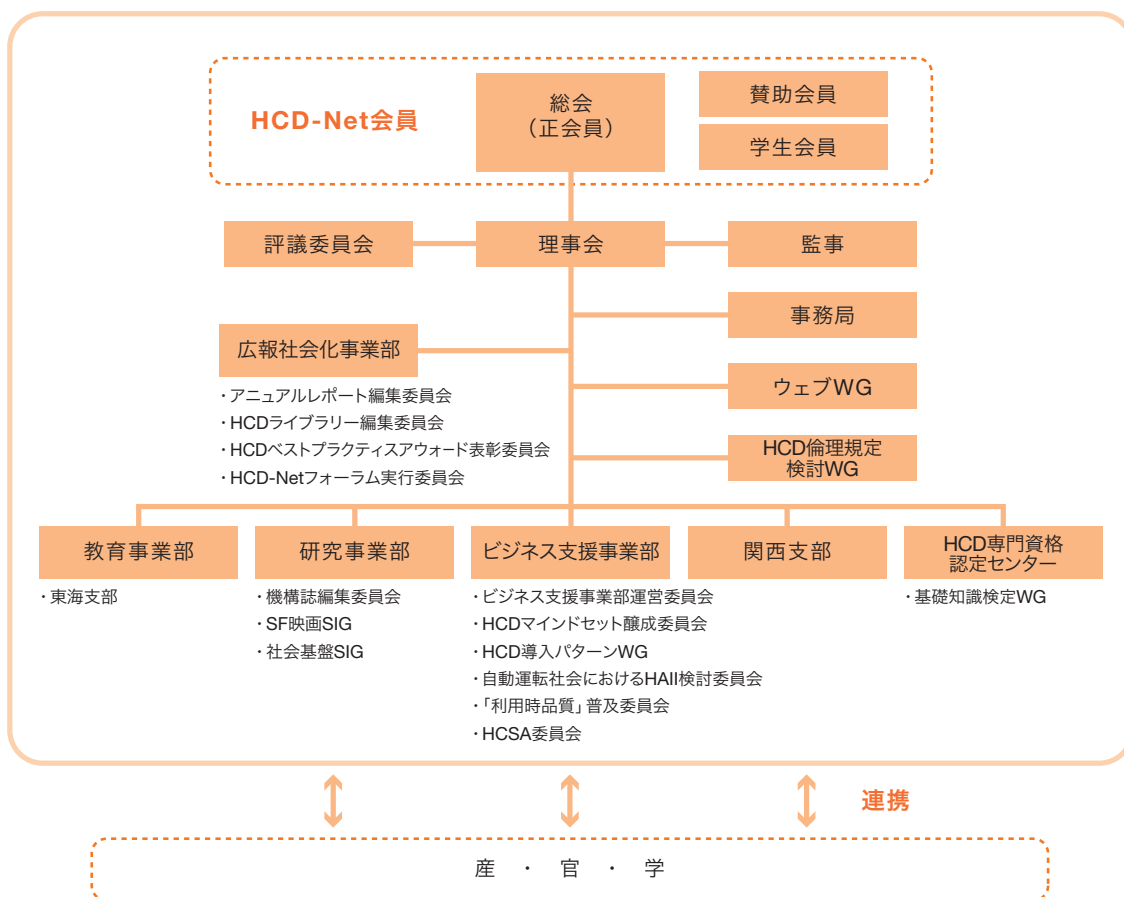 HCD-Net会員
総会
（正会員）
賛助会員
学生会員
評議委員会
理事会
監事
事務局
広報社会化事業部
・アニュアルレポート編集委員会
・HCDライブラリー編集委員会
・HCDベストプラクティスアウォード表彰委員会
・HCD-Netフォーラム実行委員会
ウェブWG
HCD倫理規定
検討WG
教育事業部
・東海支部
研究事業部
・機構誌編集委員会
・SF映画SIG
・社会基盤SIG
ビジネス支援事業部
・ビジネス支援事業部運営委員会
・HCDマインドセット醸成委員会
・HCD導入パターンWG
・自動運転社会におけるHAII検討委員会
・「利用時品質」普及委員会
・HCSA委員会
関西支部
HCD専門資格
認定センター
・基礎知識検定WG
連携
産 ・ 官 ・ 学